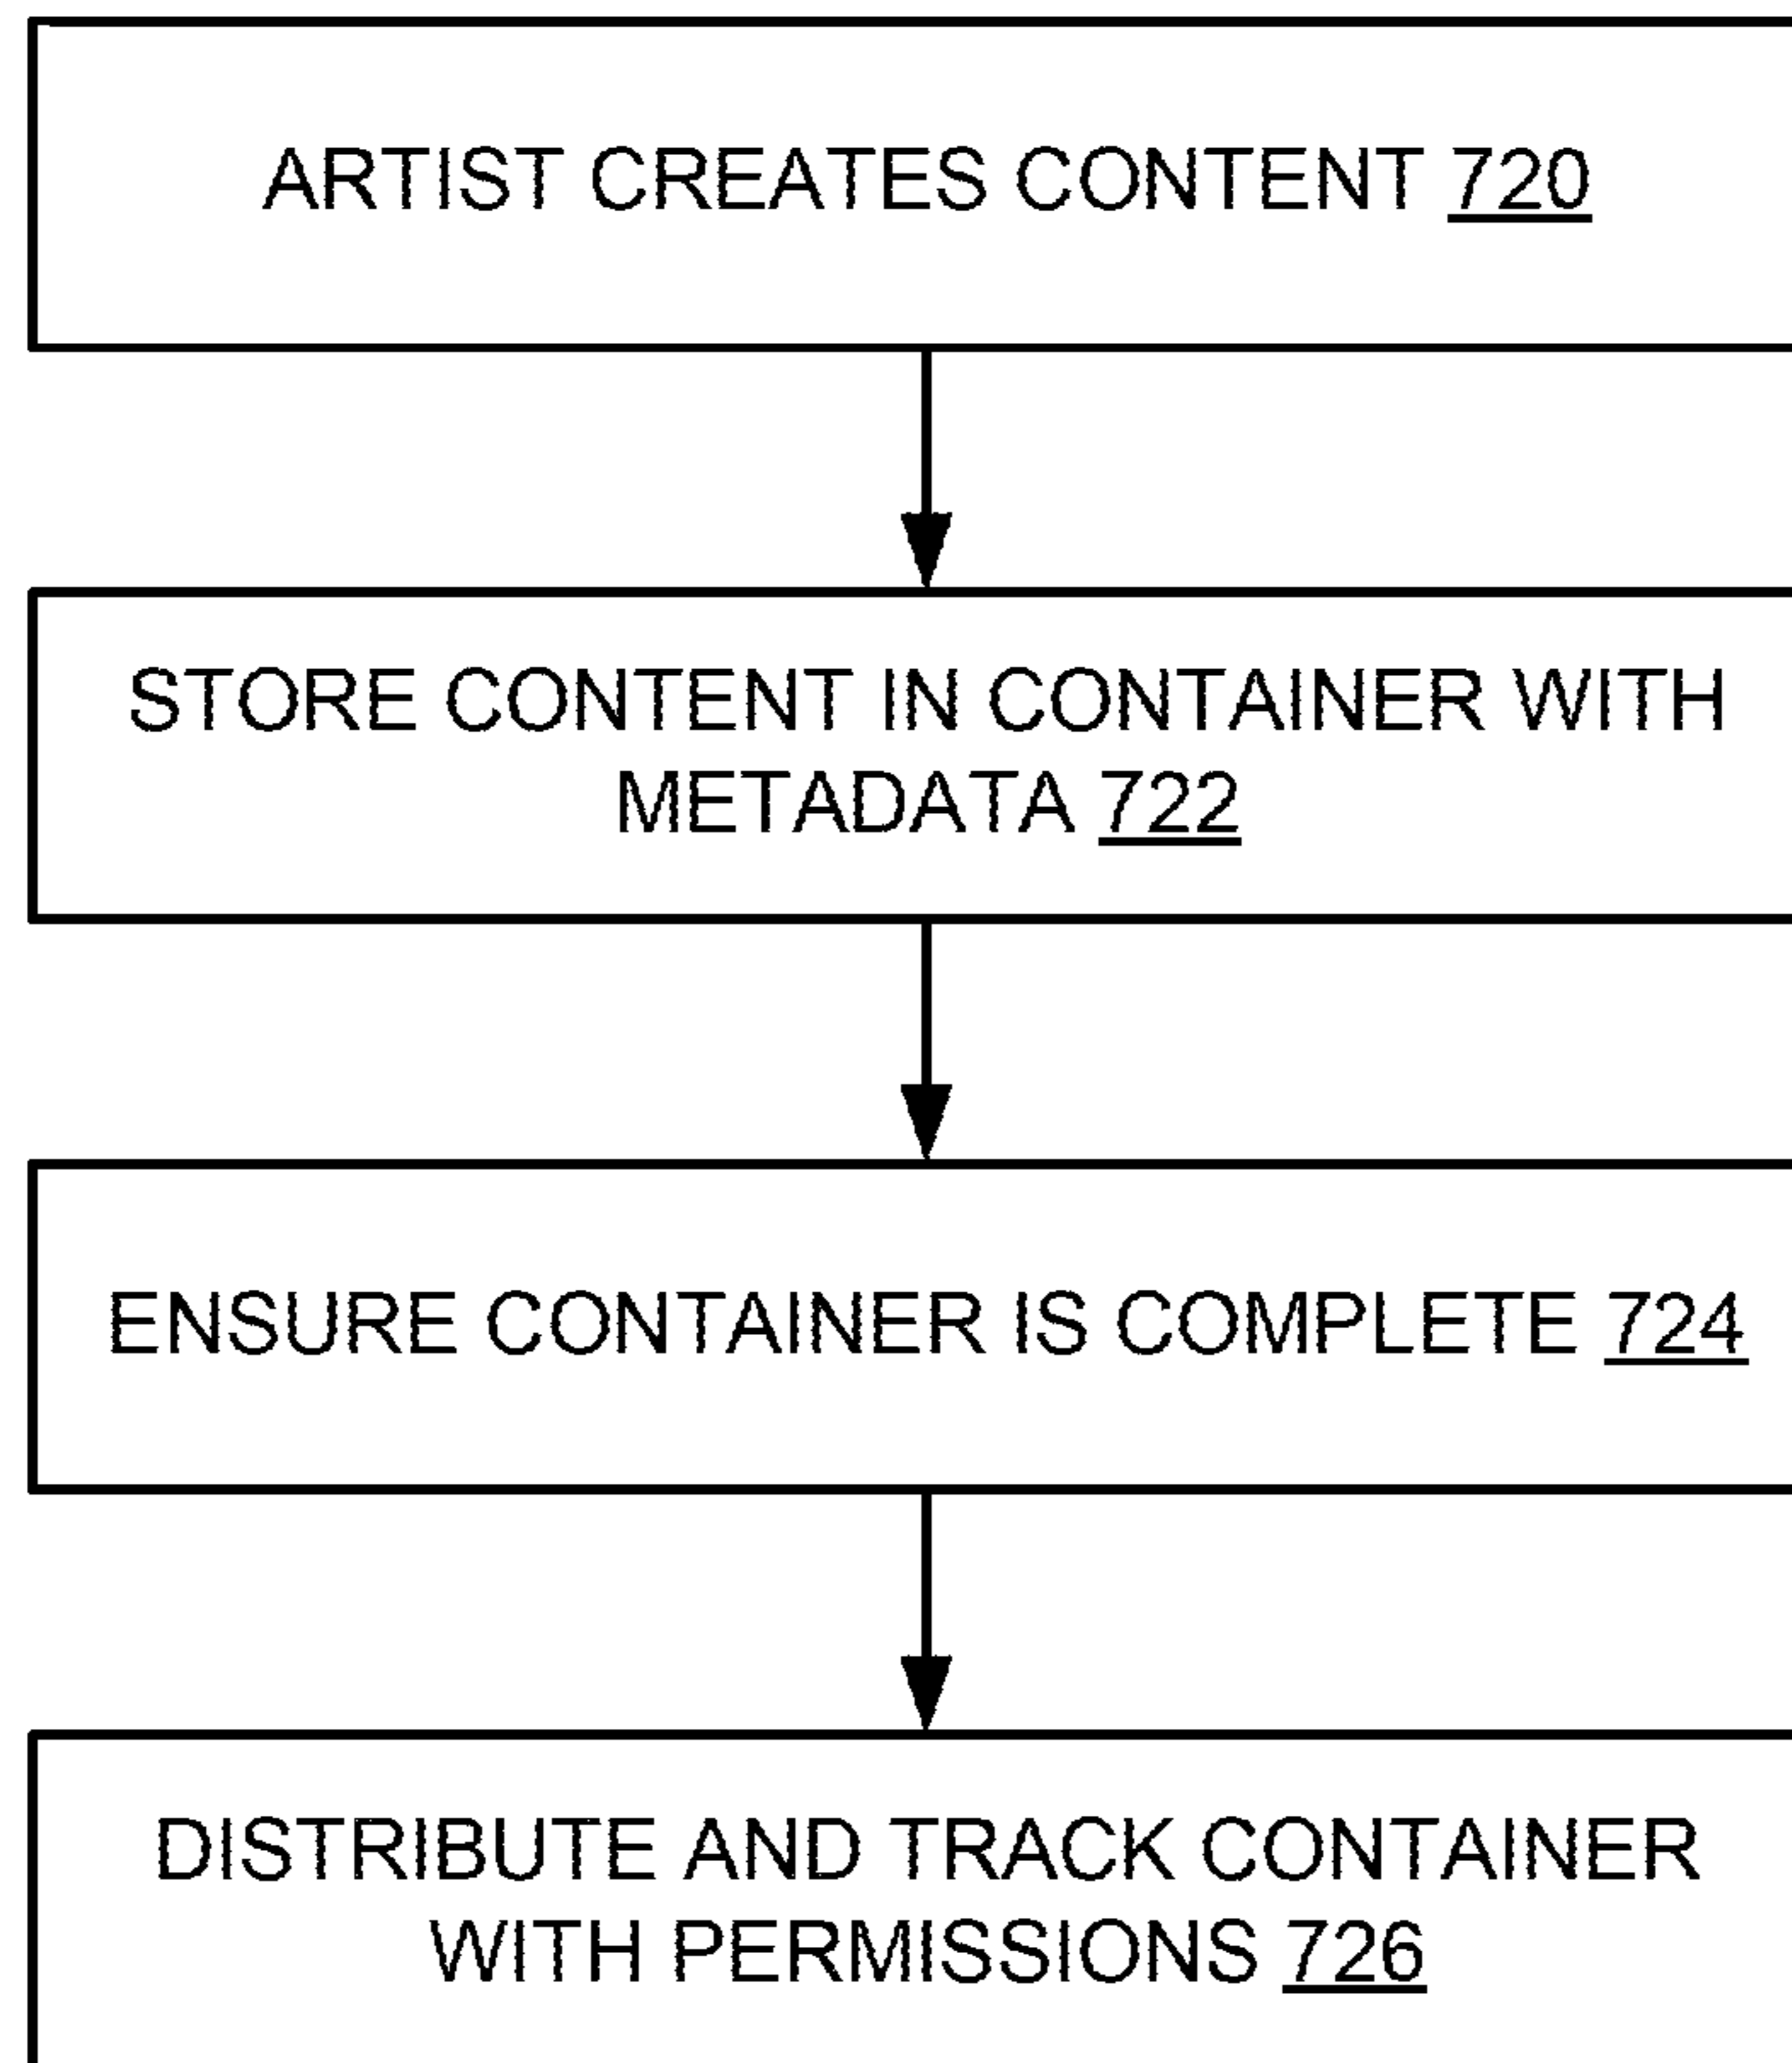 ARTIST CREATES CONTENT 720
STORE CONTENT IN CONTAINER WITH
METADATA 722
ENSURE CONTAINER IS COMPLETE 724
DISTRIBUTE AND TRACK CONTAINER
WITH PERMISSIONS 726